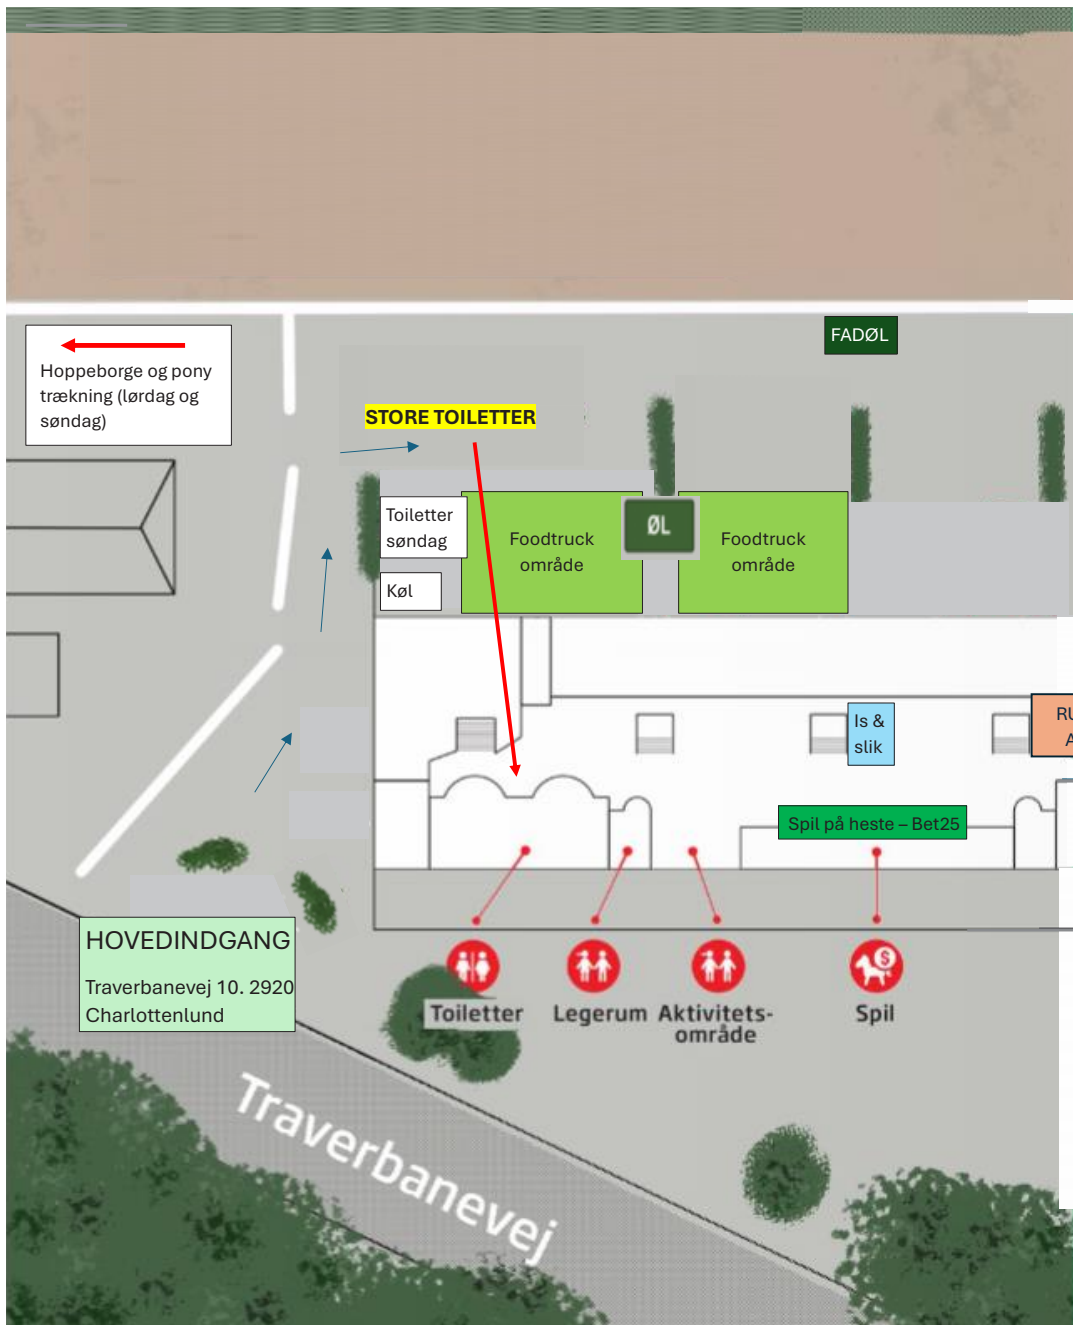 FADØL
Hoppeborge og pony
trækning (lørdag og
søndag)
STORE TOILETTER
Toiletter
søndag
Foodtruck
område
ØL
Foodtruck
område
Køl
Is &
slik
RU
A
Spil på heste – Bet25
HOVEDINDGANG
Traverbanevej 10. 2920
Charlottenlund
Toiletter
Legerum
Aktivitets-
område
Spil
Traverbanevej